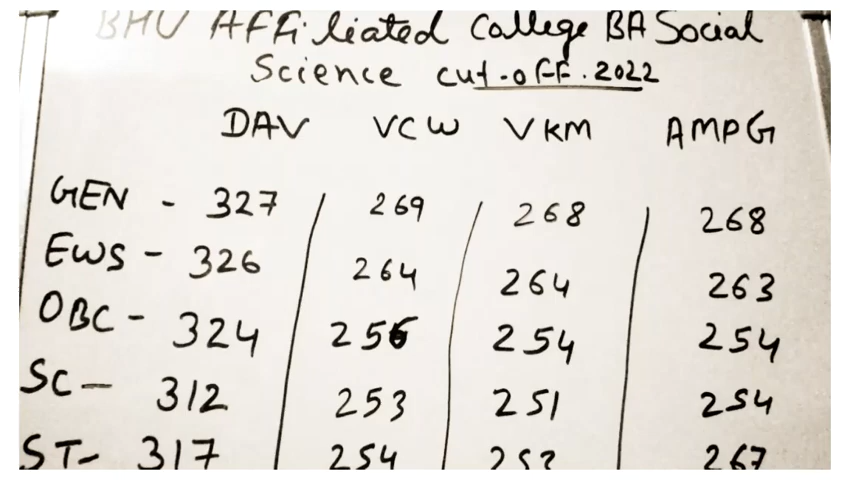 BHU Affiliated College BA Social
Science cut-off. 2022
DAV VCW VKM AMPG
GEN - 327 / 269 / 268 | 268
EWS - 326 264 264 263
OBC - 324 256 254 254
SC - 312 253 251 254
ST - 317 254 267